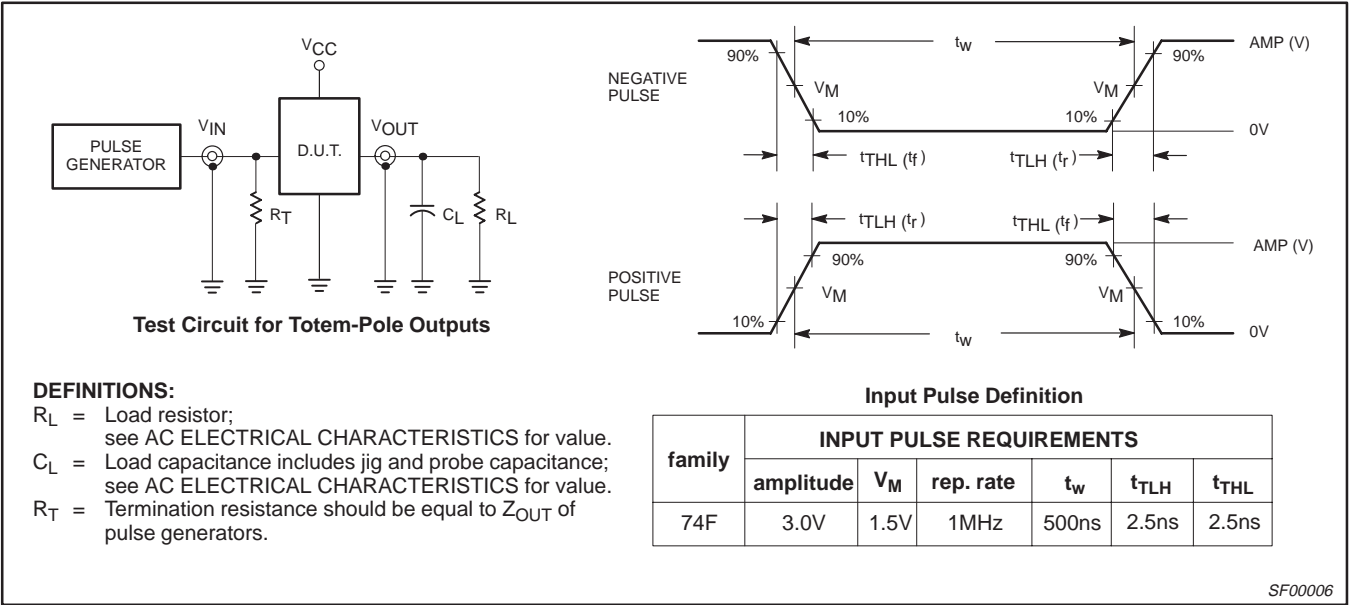 VCC
VIN
VOUT
PULSE
GENERATOR
D.U.T.
RT
CL
RL
Test Circuit for Totem-Pole Outputs
NEGATIVE
PULSE
90%
tw
90%
AMP (V)
VM
VM
10%
10%
0V
tTHL (tf)
tTLH (tr)
tTLH (tr)
tTHL (tf)
AMP (V)
POSITIVE
PULSE
90%
90%
VM
VM
10%
10%
tw
0V
Input Pulse Definition
DEFINITIONS:
RL = Load resistor;
see AC ELECTRICAL CHARACTERISTICS for value.
CL = Load capacitance includes jig and probe capacitance;
see AC ELECTRICAL CHARACTERISTICS for value.
RT = Termination resistance should be equal to ZOUT of
pulse generators.
family
INPUT PULSE REQUIREMENTS
amplitude VM rep. rate tw tTLH tTHL
74F 3.0V 1.5V 1MHz 500ns 2.5ns 2.5ns
SF00006